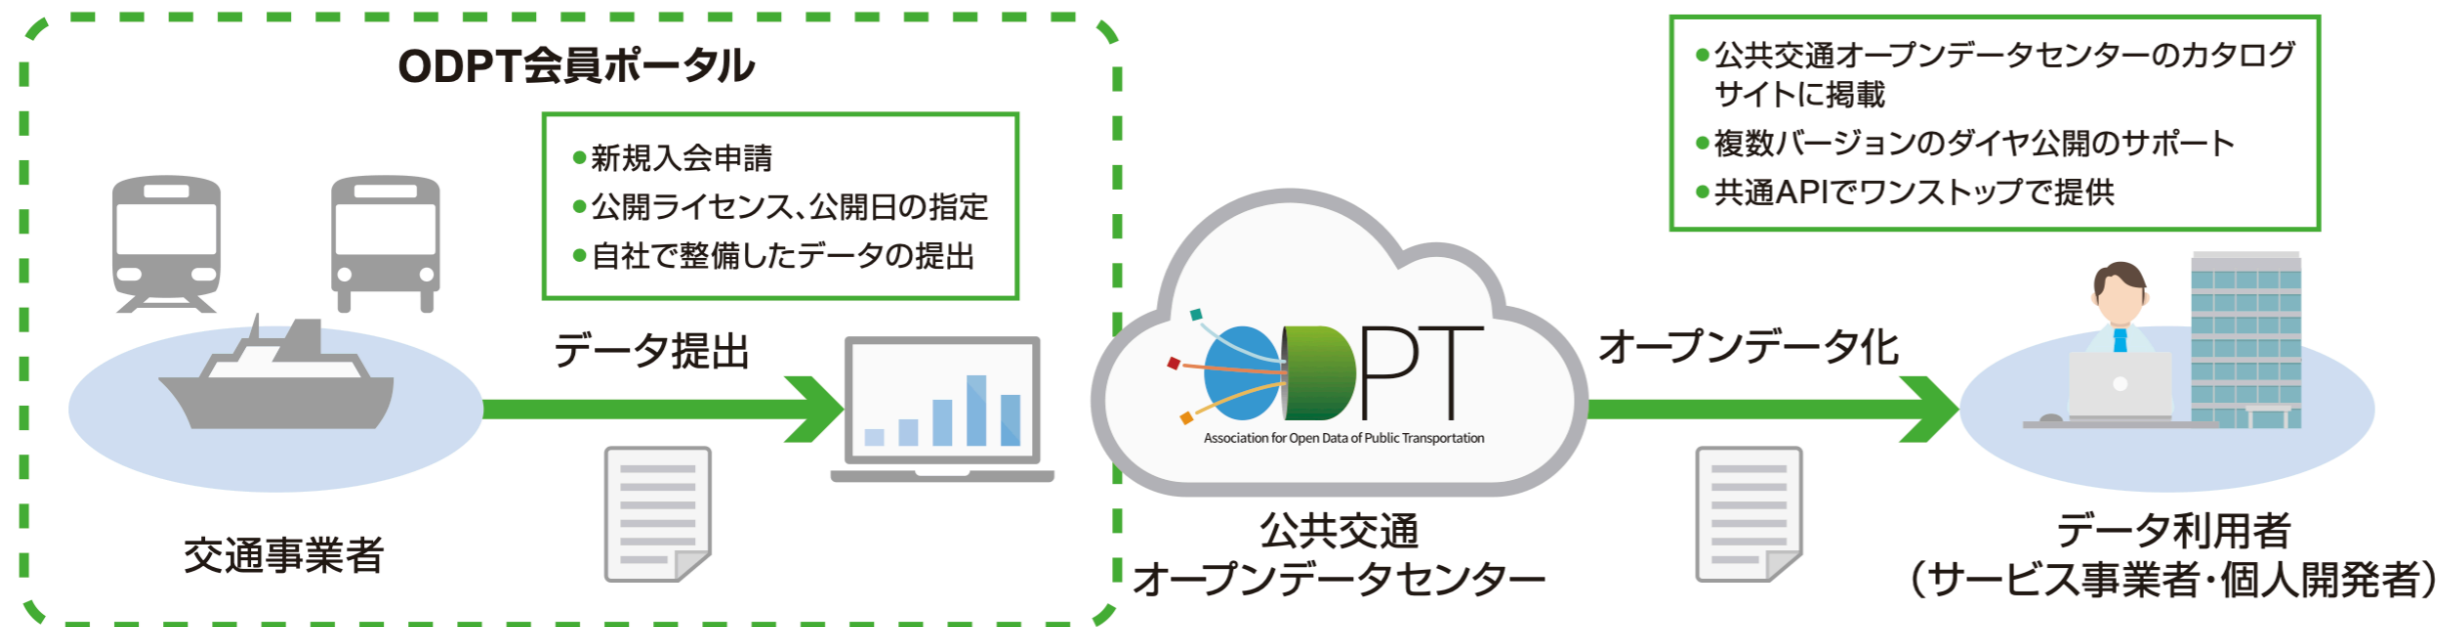 ODPT会員ポータル
●新規入会申請
●公開ライセンス、公開日の指定
●自社で整備したデータの提出
データ提出
交通事業者
PT
Association for Open Data of Public Transportation
公共交通
オープンデータセンター
●公共交通オープンデータセンターのカタログ
サイトに掲載
●複数バージョンのダイヤ公開のサポート
●共通APIでワンストップで提供
オープンデータ化
データ利用者
（サービス事業者・個人開発者）